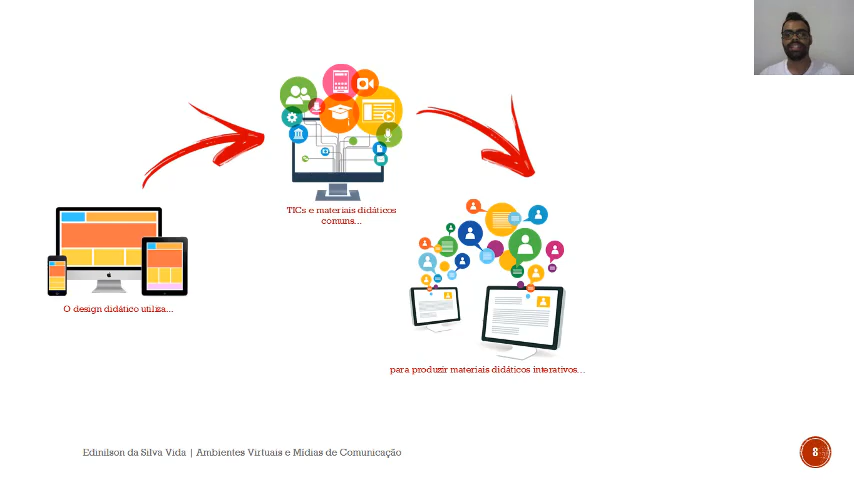 TICs e materiais didáticos
comuns...
O design didático utiliza...
para produzir materiais didáticos interativos...
Edinilson da Silva Vida | Ambientes Virtuais e Mídias de Comunicação
8